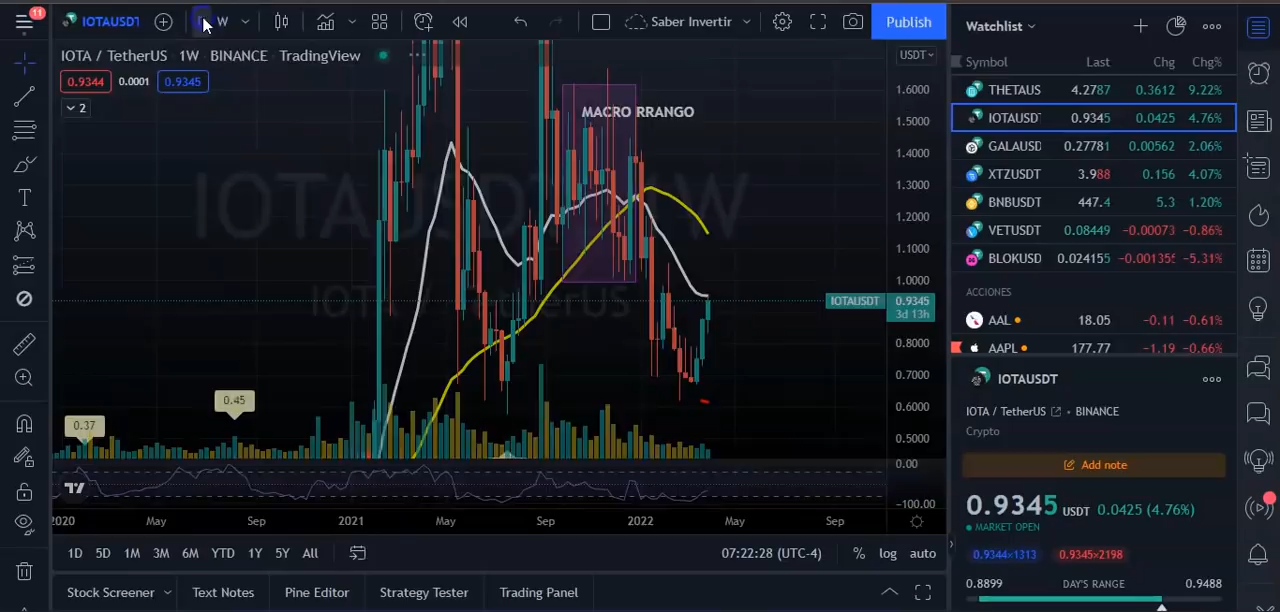 11
IOTAUSDT
W
Saber Invertir
Publish
IOTA / TetherUS 1W BINANCE TradingView
0.9344
0.0001
0.9345
2
USDT
MACRO RRANGO
IOTAUSDT, 1W
IOTA / TetherUS
1.6000
1.5000
1.4000
1.3000
1.2000
1.1000
1.0000
IOTAUSDT
0.9345
3d 13h
0.8000
0.7000
0.6000
0.5000
0.00
-100.00
0.37
0.45
2020
May
Sep
2021
May
Sep
2022
May
Sep
1D 5D 1M 3M 6M YTD 1Y 5Y All
07:22:28 (UTC-4)
% log auto
Stock Screener
Text Notes
Pine Editor
Strategy Tester
Trading Panel
Watchlist
Symbol Last Chg Chg%
THETAUS 4.2787 0.3612 9.22%
IOTAUSDT 0.9345 0.0425 4.76%
GALAUSD 0.27781 0.00562 2.06%
XTZUSDT 3.988 0.156 4.07%
BNBUSDT 447.4 5.3 1.20%
VETUSDT 0.08449 -0.00073 -0.86%
BLOKUSD 0.024155 -0.00135 -5.31%
ACCIONES
AAL 18.05 -0.11 -0.61%
AAPL 177.77 -1.19 -0.66%
IOTAUSDT
IOTA / TetherUS • BINANCE
Crypto
Add note
0.9345 USDT 0.0425 (4.76%)
MARKET OPEN
0.9344×1313
0.9345×2198
0.8899 DAY'S RANGE 0.9488